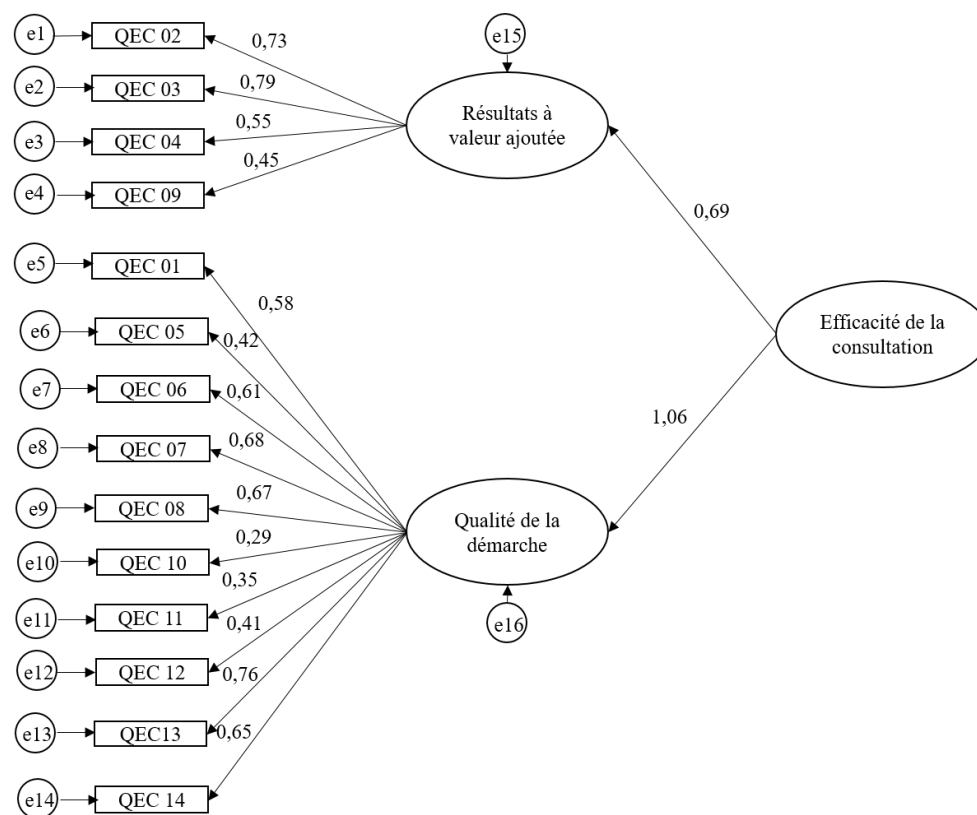 e1
QEC 02
0,73
e2
QEC 03
0,79
e3
QEC 04
0,55
e4
QEC 09
0,45
e15
Résultats à
valeur ajoutée
0,69
e5
QEC 01
0,58
e6
QEC 05
0,42
e7
QEC 06
0,61
e8
QEC 07
0,68
e9
QEC 08
0,67
e10
QEC 10
0,29
e11
QEC 11
0,35
e12
QEC 12
0,41
e13
QEC13
0,76
e14
QEC 14
0,65
Efficacité de la
consultation
1,06
Qualité de la
démarche
e16